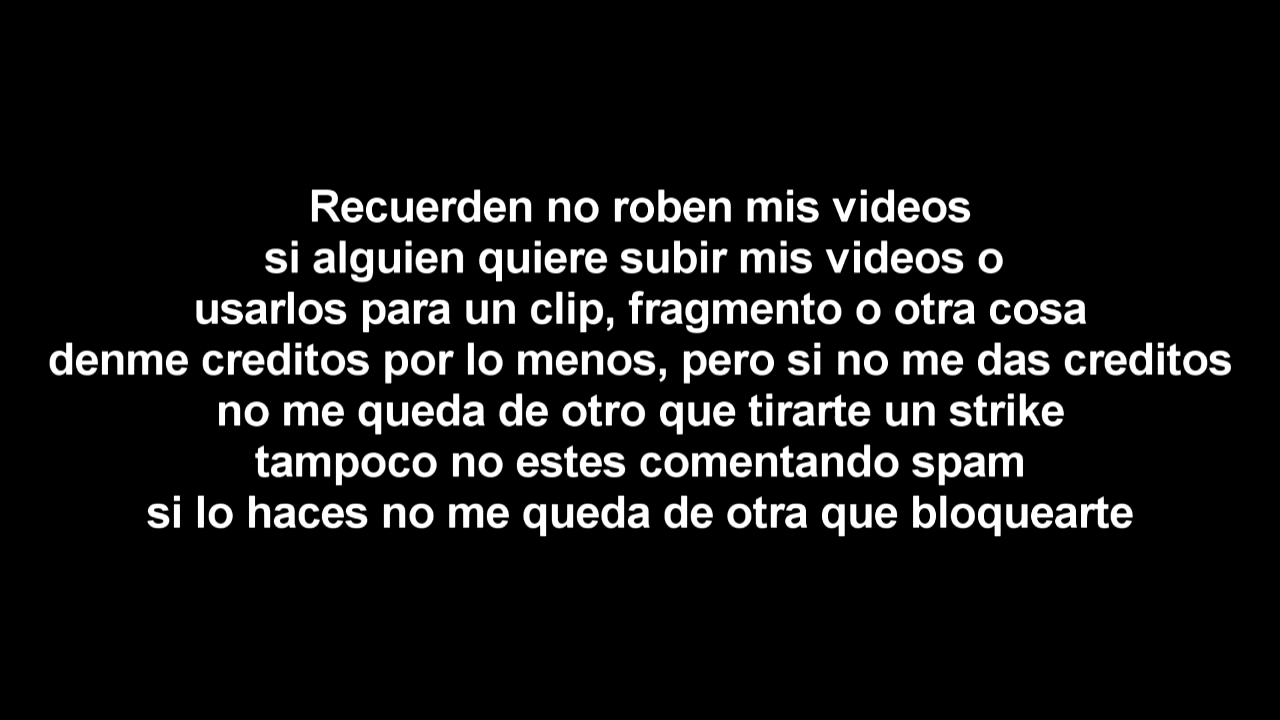 Recuerden no roben mis videos
si alguien quiere subir mis videos o
usarlos para un clip, fragmento o otra cosa
denme creditos por lo menos, pero si no me das creditos
no me queda de otro que tirarte un strike
tampoco no estes comentando spam
si lo haces no me queda de otra que bloquearte